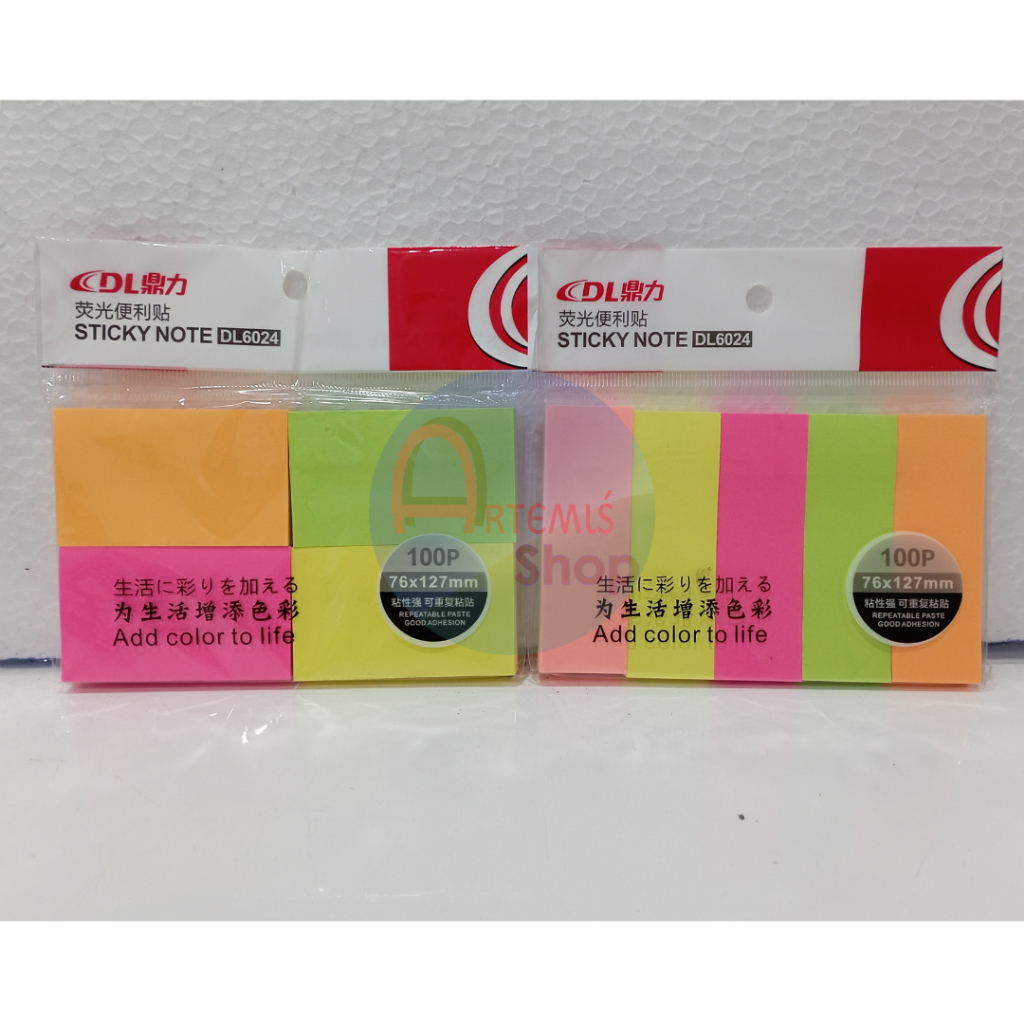 DL鼎力
荧光便利贴
STICKY NOTE DL6024
生活に彩りを加える
为生活增添色彩
Add color to life
100P
76x127mm
粘性强 可重复粘贴
REPEATABLE PASTE
GOOD ADHESION
DL鼎力
荧光便利贴
STICKY NOTE DL6024
生活に彩りを加える
为生活增添色彩
Add color to life
100P
76x127mm
粘性强 可重复粘贴
REPEATABLE PASTE
GOOD ADHESION
ARTEMIŚ
Shop